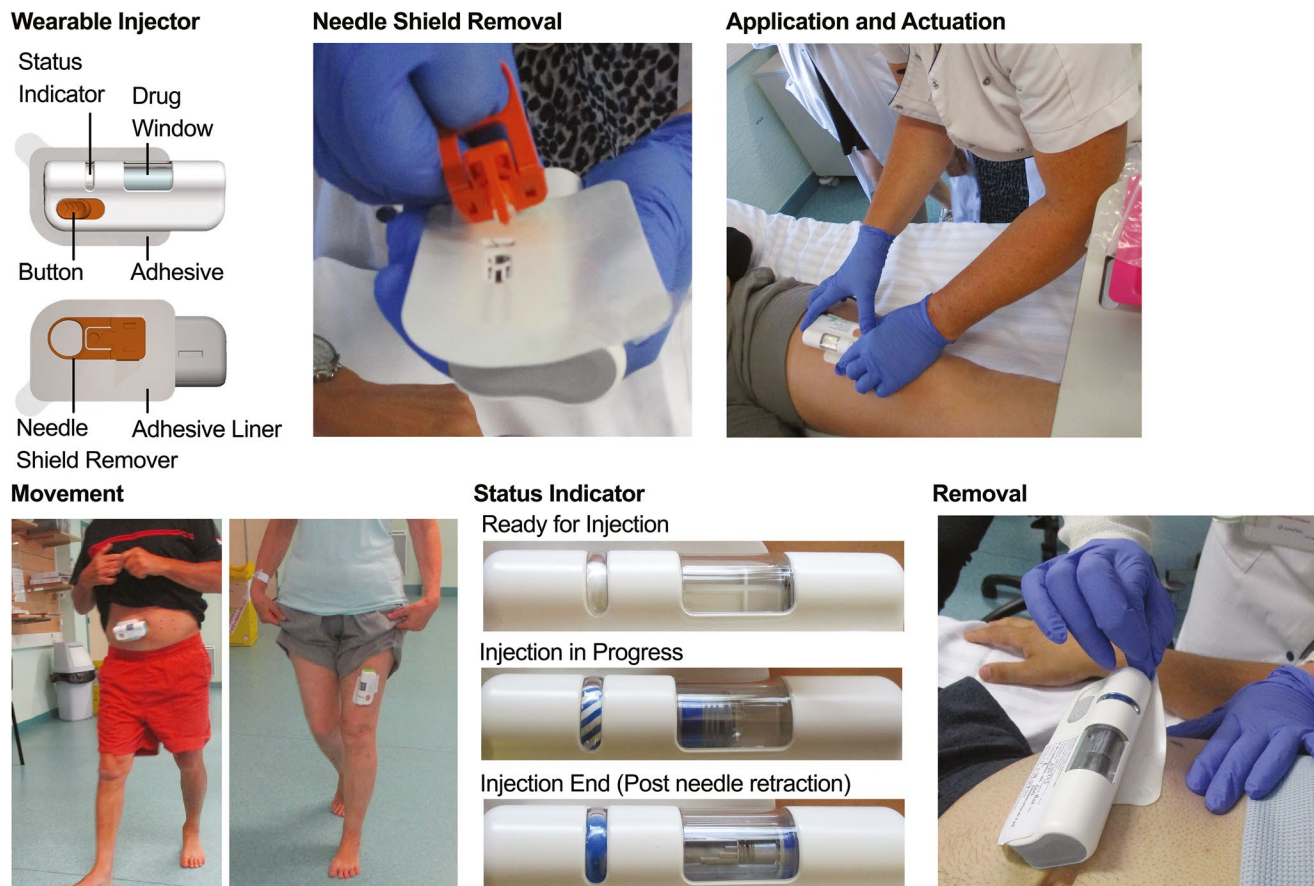 Wearable Injector
Status
Indicator
Drug
Window
Button
Adhesive
Needle
Shield Remover
Adhesive Liner
Needle Shield Removal
Application and Actuation
Movement
Status Indicator
Ready for Injection
Injection in Progress
Injection End (Post needle retraction)
Removal